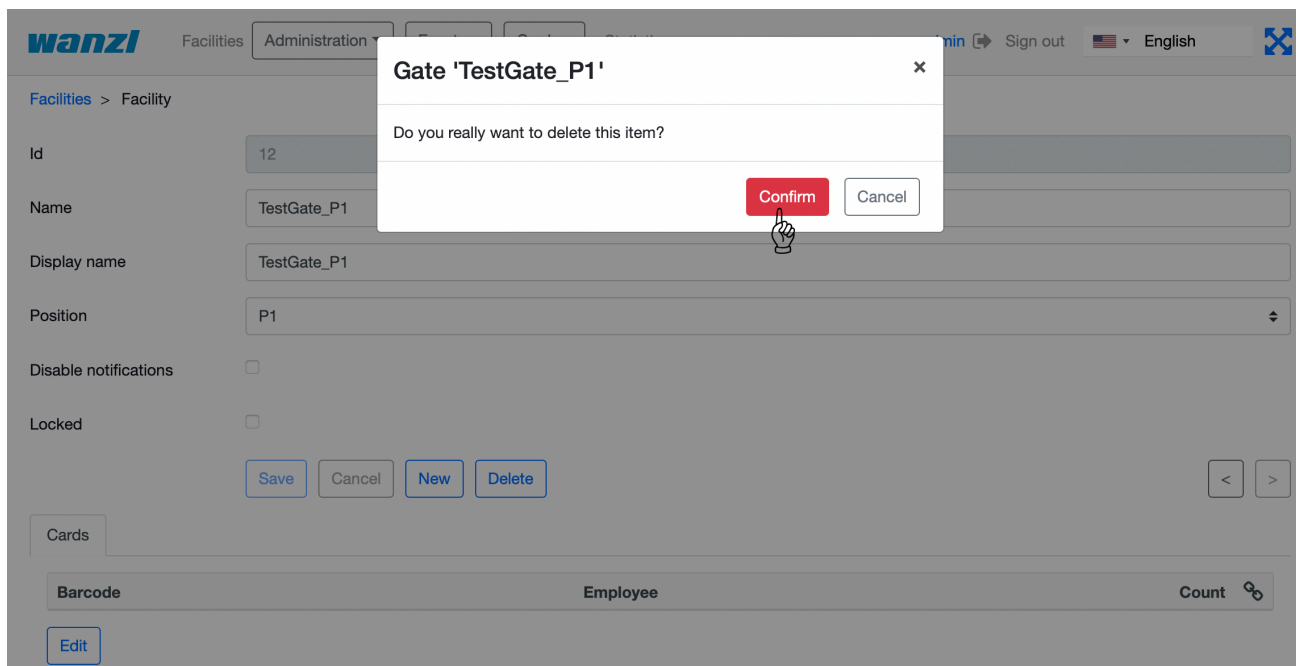 wanzl Facilities Administration min Sign out English
Gate 'TestGate_P1' ×
Facilities > Facility
Do you really want to delete this item?
Id 12
Confirm Cancel
Name TestGate_P1
Display name TestGate_P1
Position P1
Disable notifications
Locked
Save Cancel New Delete < >
Cards
Barcode Employee Count
Edit